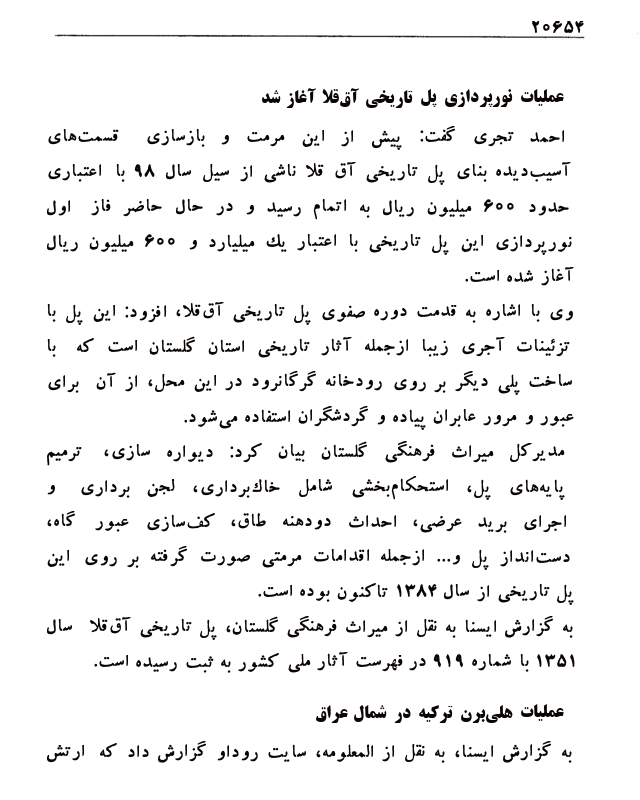 ۲۰۶۵۴
عملیات نورپردازی پل تاریخی آق‌قلا آغاز شد
احمد تجری گفت: پیش از این مرمت و بازسازی قسمت‌های
آسیب‌دیده بنای پل تاریخی آق قلا ناشی از سیل سال ۹۸ با اعتباری
حدود ۶۰۰ میلیون ریال به اتمام رسید و در حال حاضر فاز اول
نورپردازی این پل تاریخی با اعتبار یك میلیارد و ۶۰۰ میلیون ریال
آغاز شده است.
وی با اشاره به قدمت دوره صفوی پل تاریخی آق‌قلا، افزود: این پل با
تزئینات آجری زیبا ازجمله آثار تاریخی استان گلستان است که با
ساخت پلی دیگر بر روی رودخانه گرگانرود در این محل، از آن برای
عبور و مرور عابران پیاده و گردشگران استفاده می‌شود.
مدیرکل میراث فرهنگی گلستان بیان کرد: دیواره سازی، ترمیم
پایه‌های پل، استحکام‌بخشی شامل خاك‌برداری، لجن برداری و
اجرای برید عرضی، احداث دودهنه طاق، کف‌سازی عبور گاه،
دست‌انداز پل و... ازجمله اقدامات مرمتی صورت گرفته بر روی این
پل تاریخی از سال ۱۳۸۴ تاکنون بوده است.
به گزارش ایسنا به نقل از میراث فرهنگی گلستان، پل تاریخی آق‌قلا سال
۱۳۵۱ با شماره ۹۱۹ در فهرست آثار ملی کشور به ثبت رسیده است.
عملیات هلی‌برن ترکیه در شمال عراق
به گزارش ایسنا، به نقل از المعلومه، سایت روداو گزارش داد که ارتش